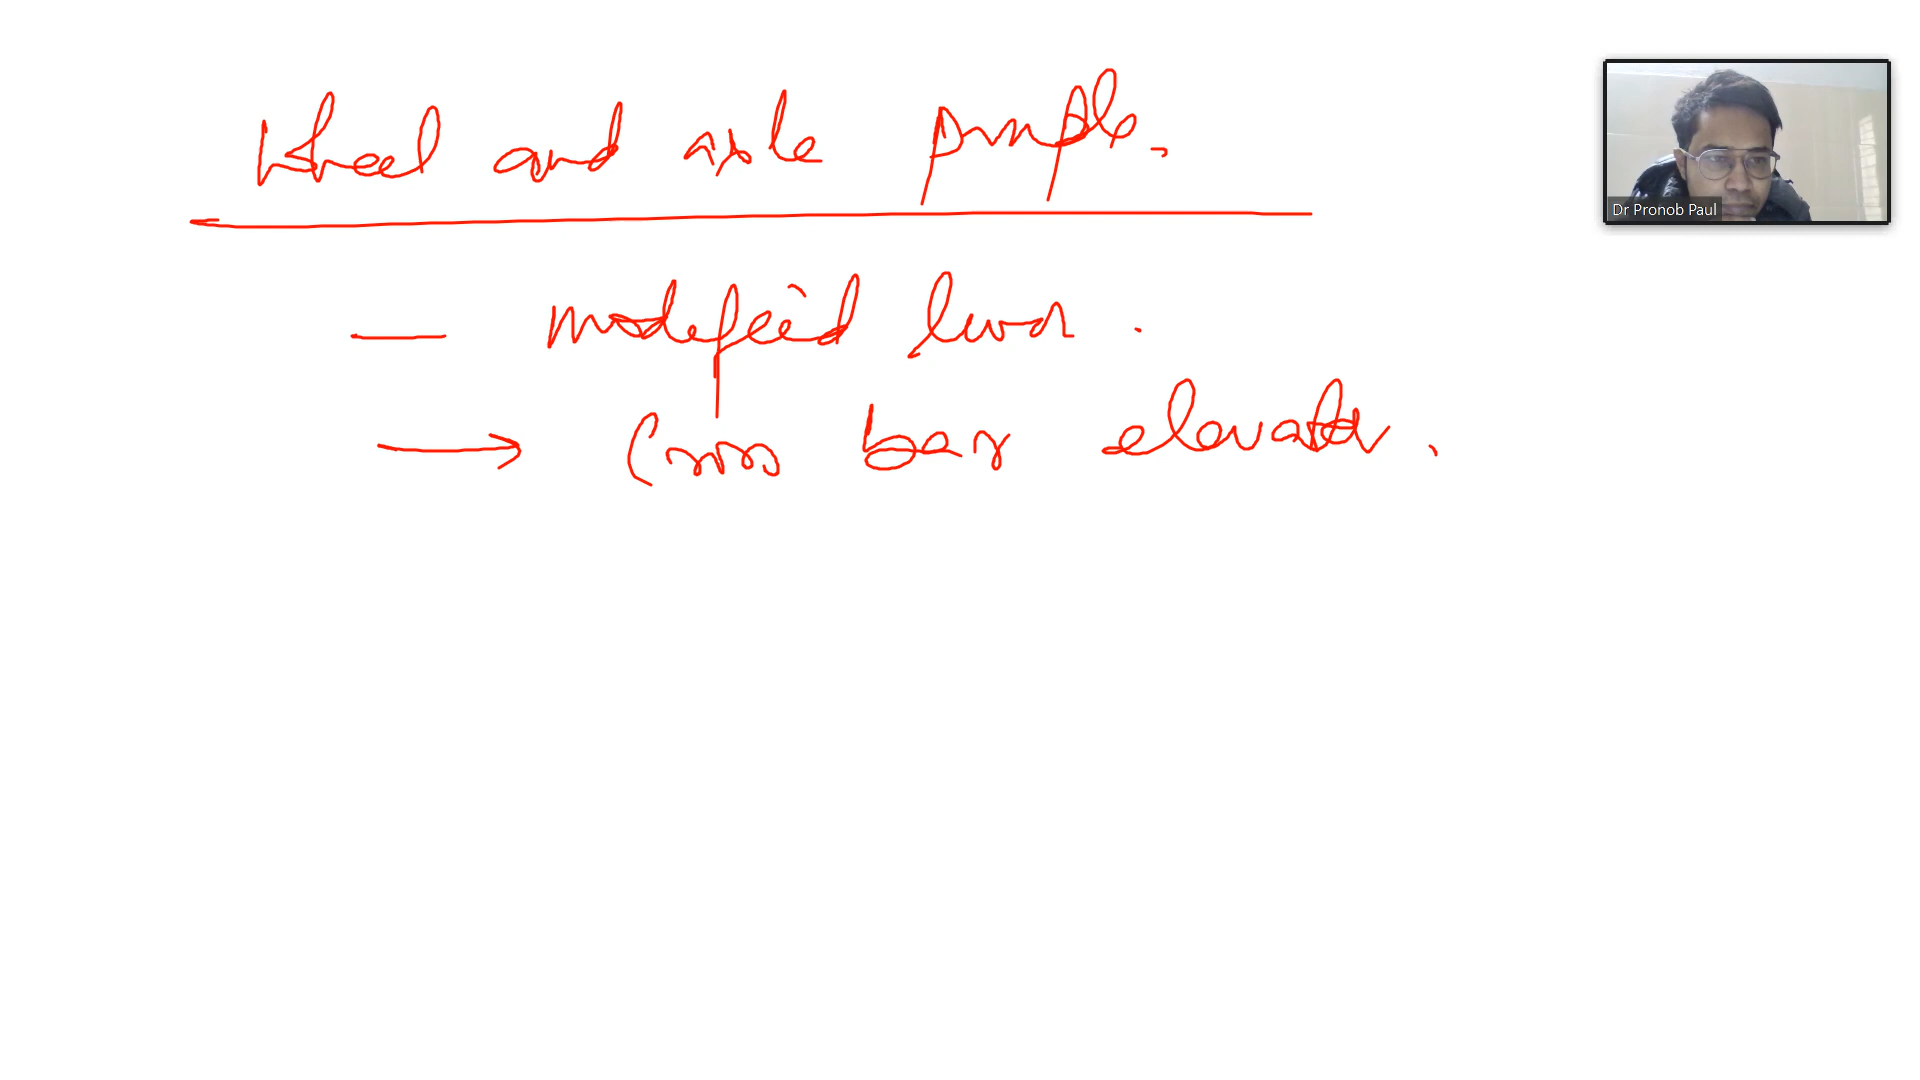 Wheel and axle principle.
Dr Pronob Paul
— modified lever.
→ Cross bar elevator.